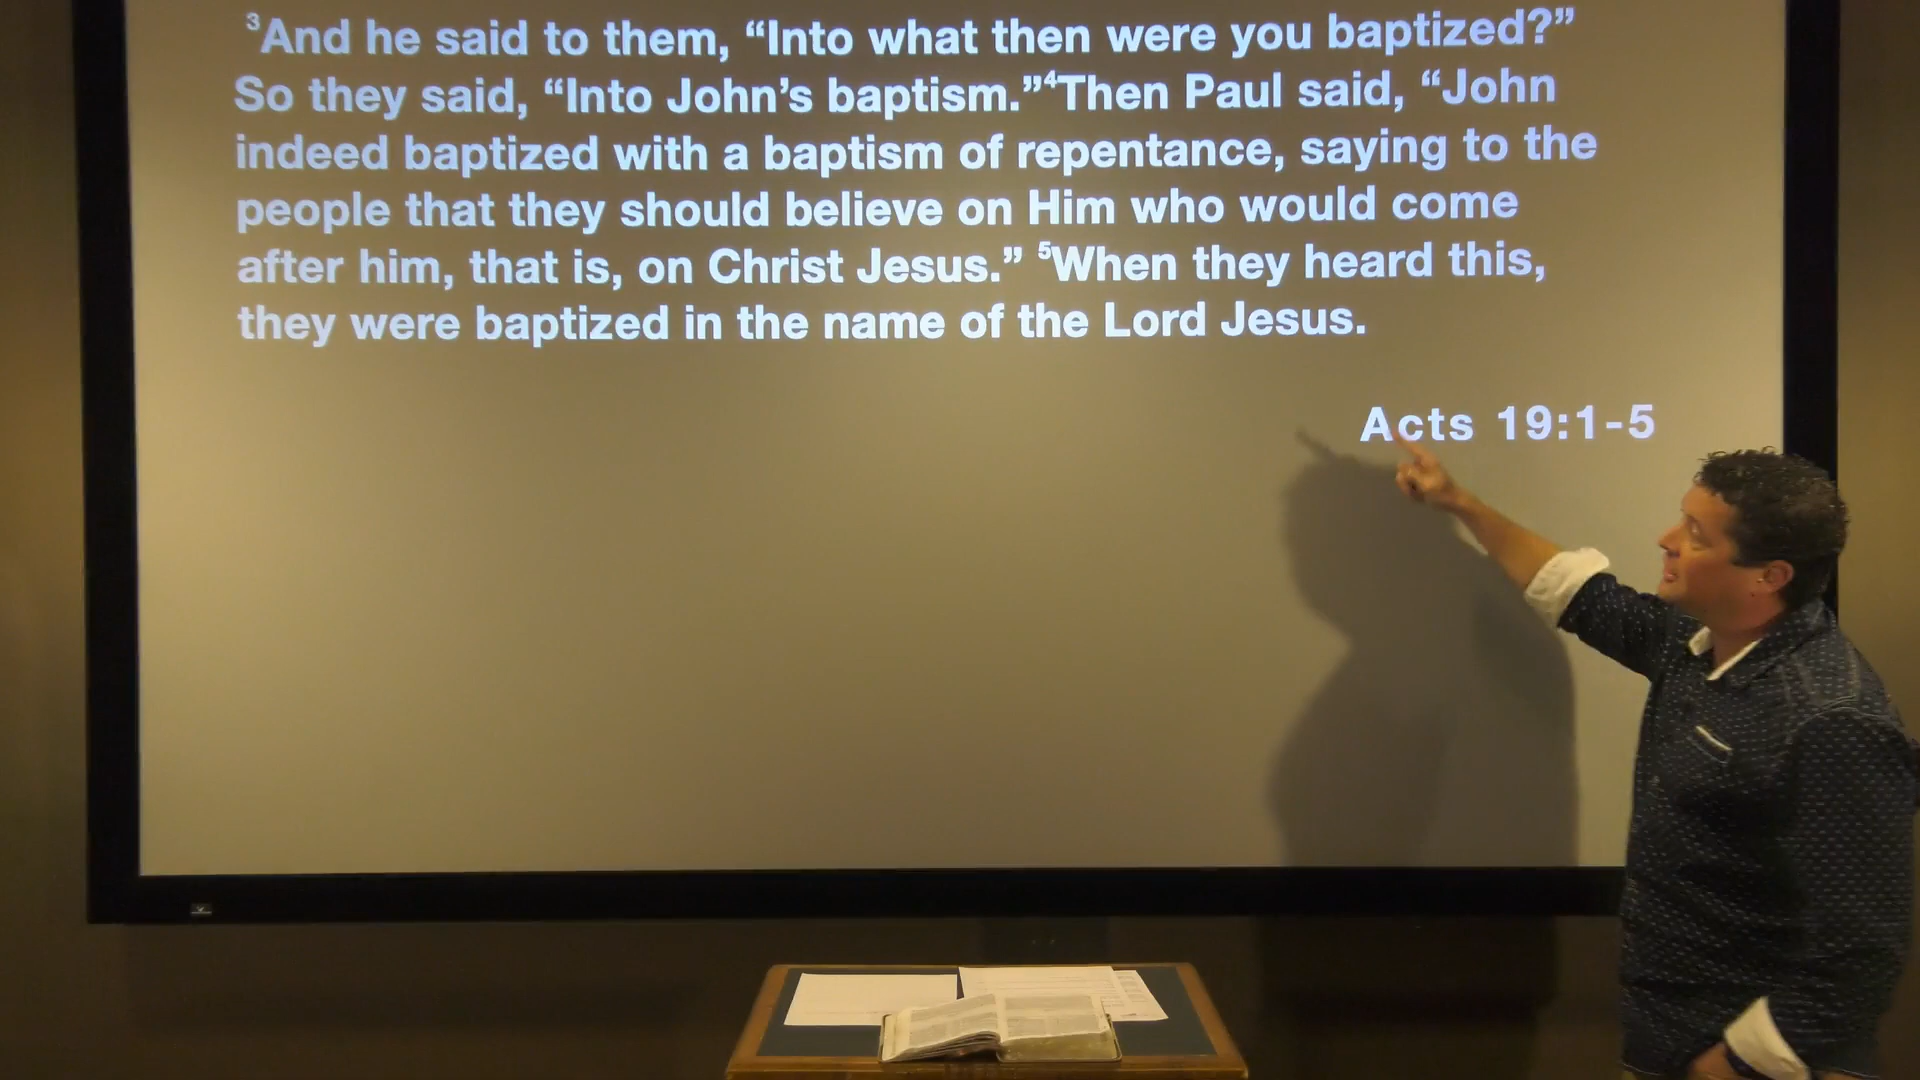 ³And he said to them, “Into what then were you baptized?”
So they said, “Into John’s baptism.”⁴Then Paul said, “John
indeed baptized with a baptism of repentance, saying to the
people that they should believe on Him who would come
after him, that is, on Christ Jesus.” ⁵When they heard this,
they were baptized in the name of the Lord Jesus.
Acts 19:1-5